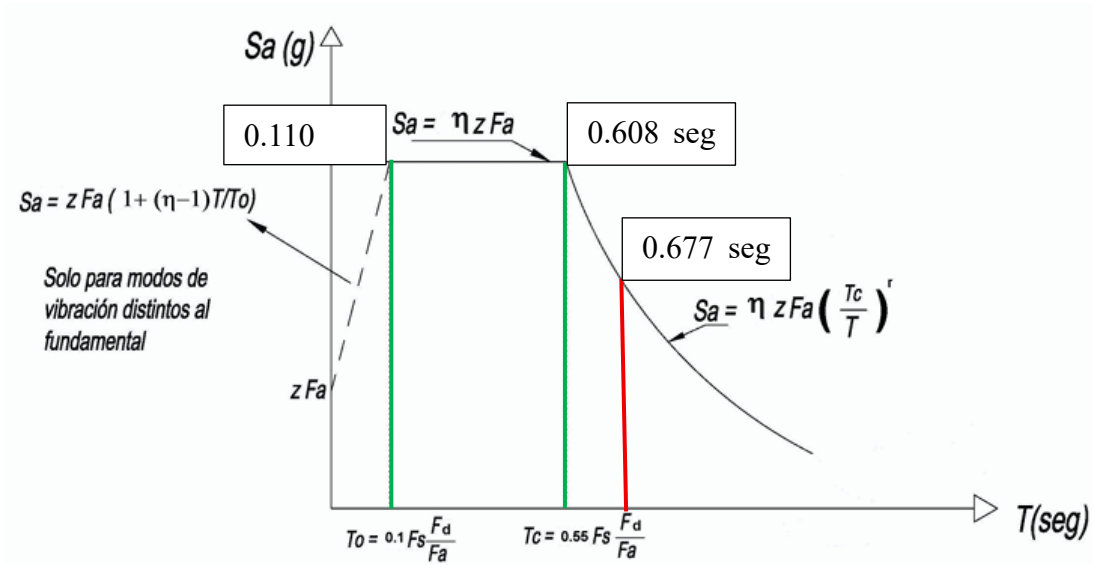 Sa (g)
0.110
Sa = η z Fa
0.608 seg
Sa = z Fa ( 1+ (η−1)T/To)
0.677 seg
Solo para modos de
vibración distintos al
fundamental
Sa = η z Fa ( Tc / T ) r
z Fa
To = 0.1 Fs Fd / Fa
Tc = 0.55 Fs Fd / Fa
T(seg)